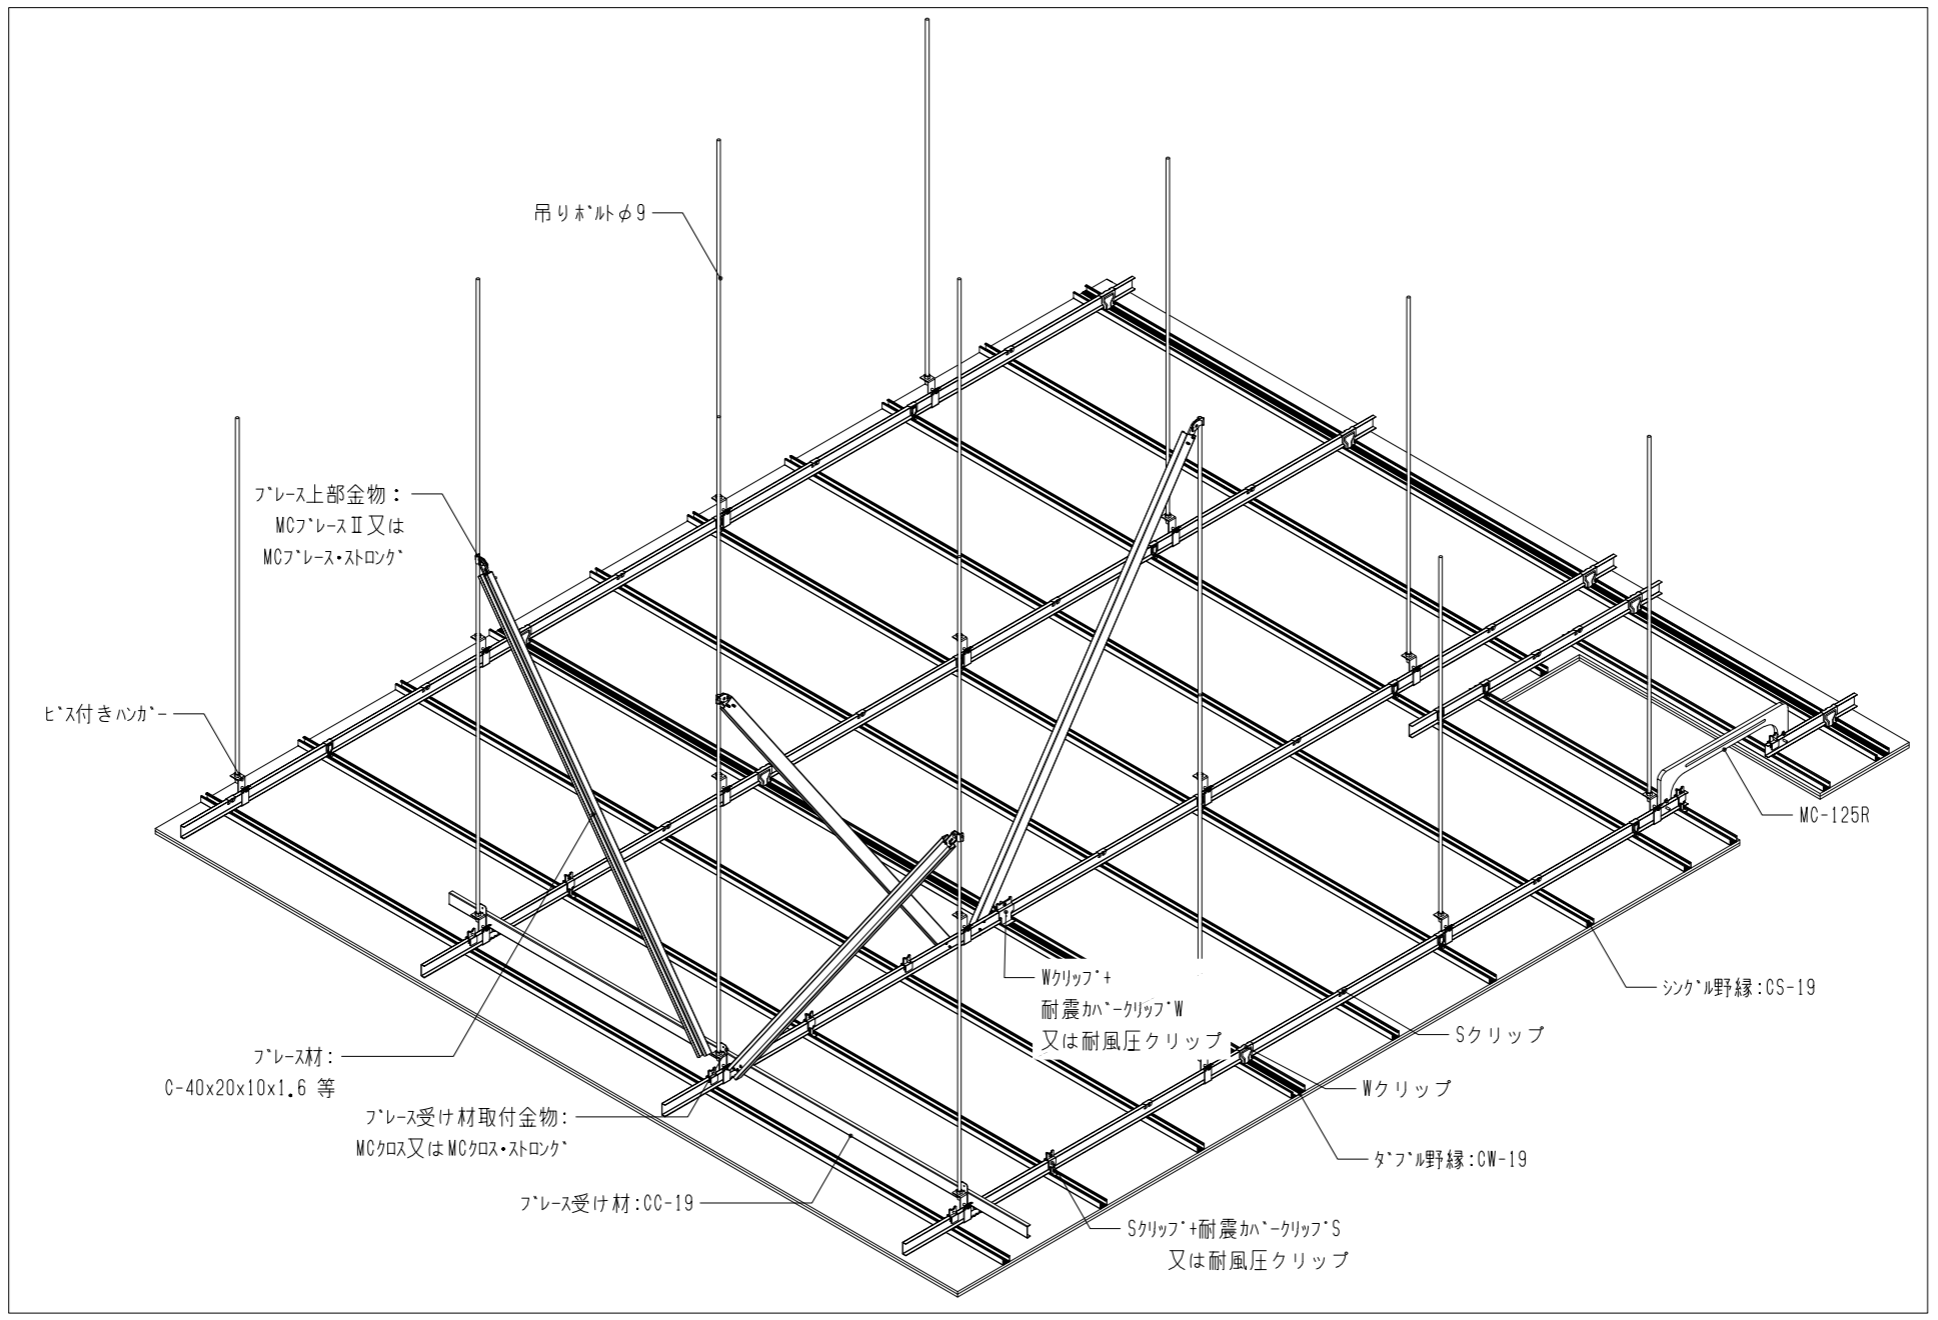 吊りボルトφ9
ブレース上部金物：
MCブレースⅡ又は
MCブレース・ストロング
ビス付きハンガー
MC-125R
Wクリップ+
耐震カバークリップW
又は耐風圧クリップ
シングル野縁:CS-19
Sクリップ
ブレース材:
C-40x20x10x1.6 等
Wクリップ
ブレース受け材取付金物:
MCクロス又はMCクロス・ストロング
ダブル野縁:CW-19
ブレース受け材:CC-19
Sクリップ+耐震カバークリップS
又は耐風圧クリップ